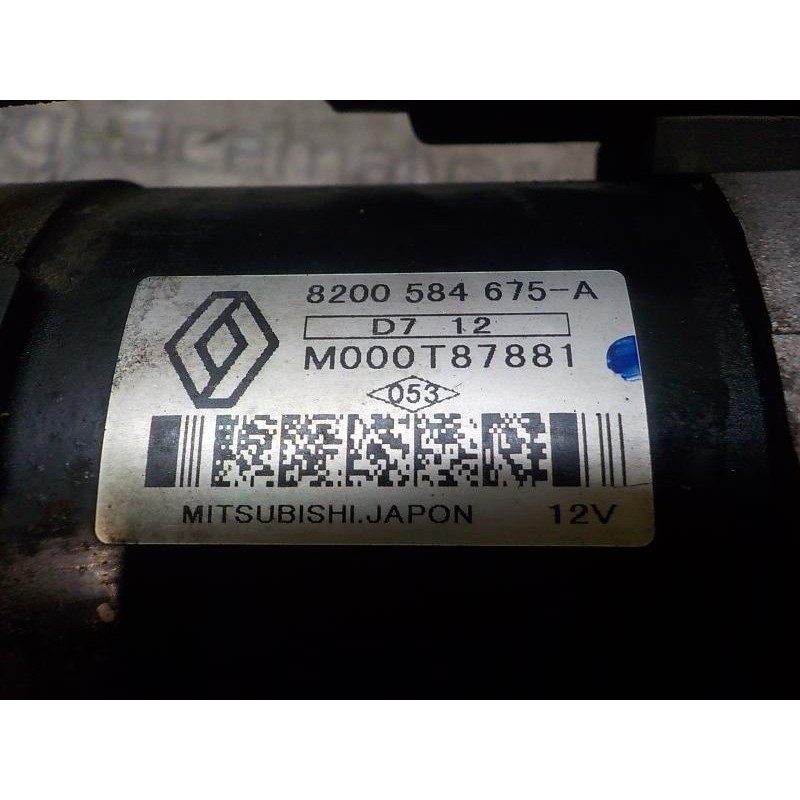 8200 584 675-A
D7 12
M000T87881
053
MITSUBISHI.JAPON 12V